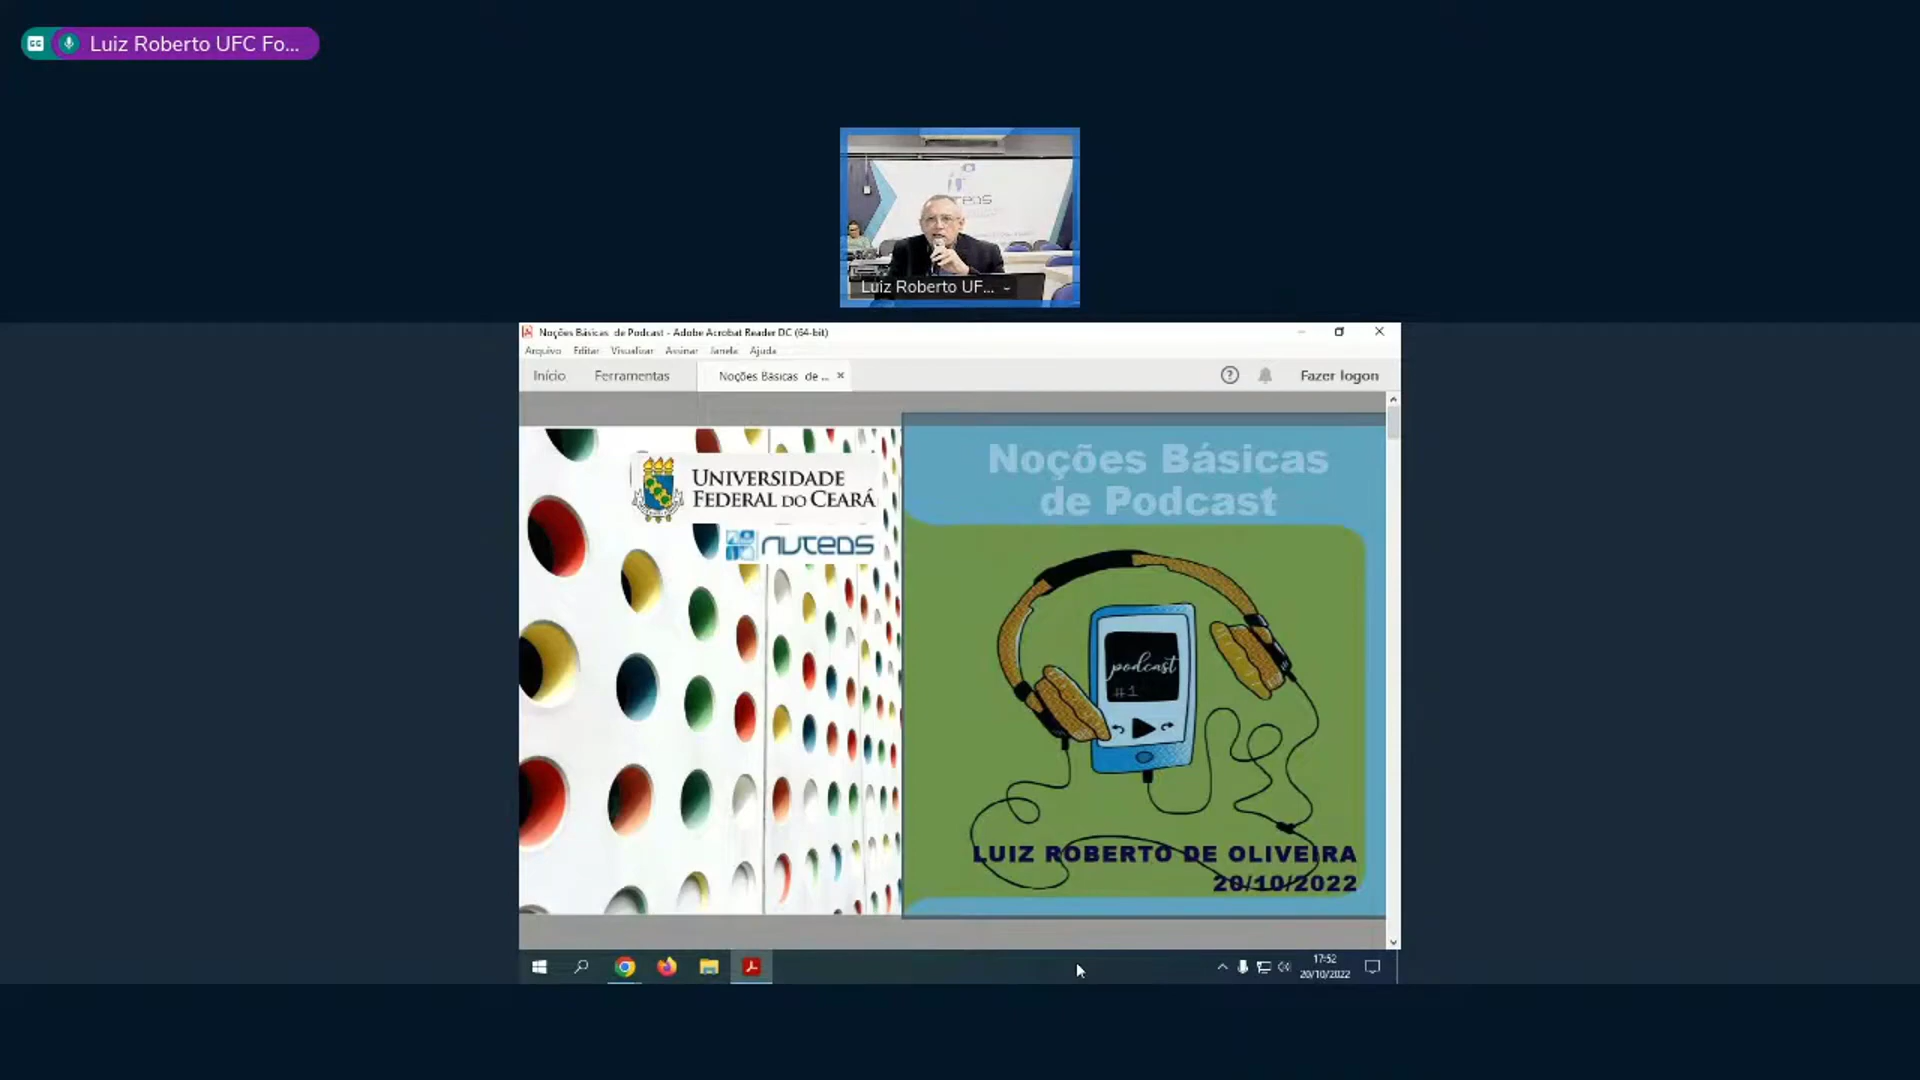 Luiz Roberto UFC Fo...
Luiz Roberto UF...
Noções Básicas de Podcast - Adobe Acrobat Reader DC (64-bit)
Arquivo Editar Visualizar Assinar Janela Ajuda
Início Ferramentas Noções Básicas de ... Fazer logon
UNIVERSIDADE
FEDERAL DO CEARÁ
NUTEDS
Noções Básicas
de Podcast
podcast
#1
LUIZ ROBERTO DE OLIVEIRA
20/10/2022
17:52
20/10/2022